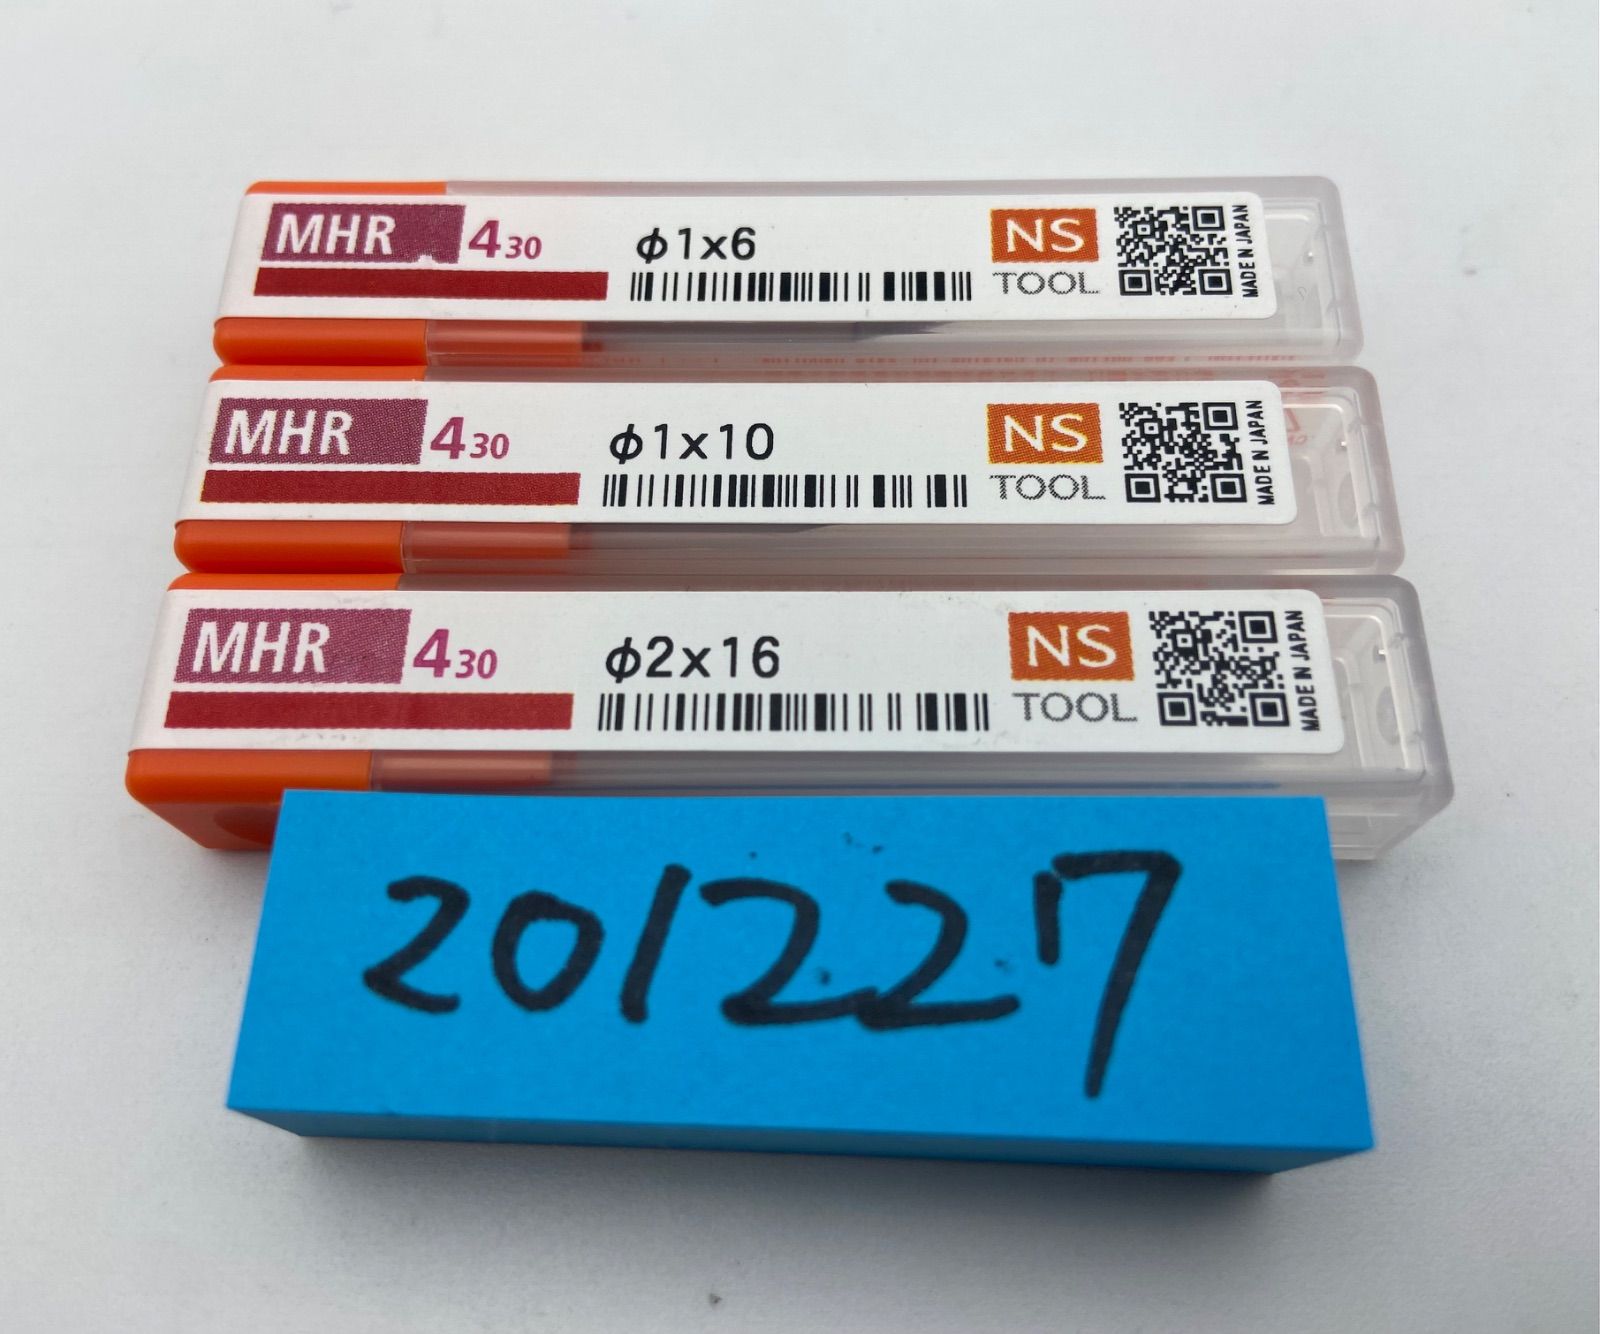 MHR 430 φ1x6 NS TOOL MADE IN JAPAN
MHR 430 φ1x10 NS TOOL MADE IN JAPAN
MHR 430 φ2x16 NS TOOL MADE IN JAPAN
201227